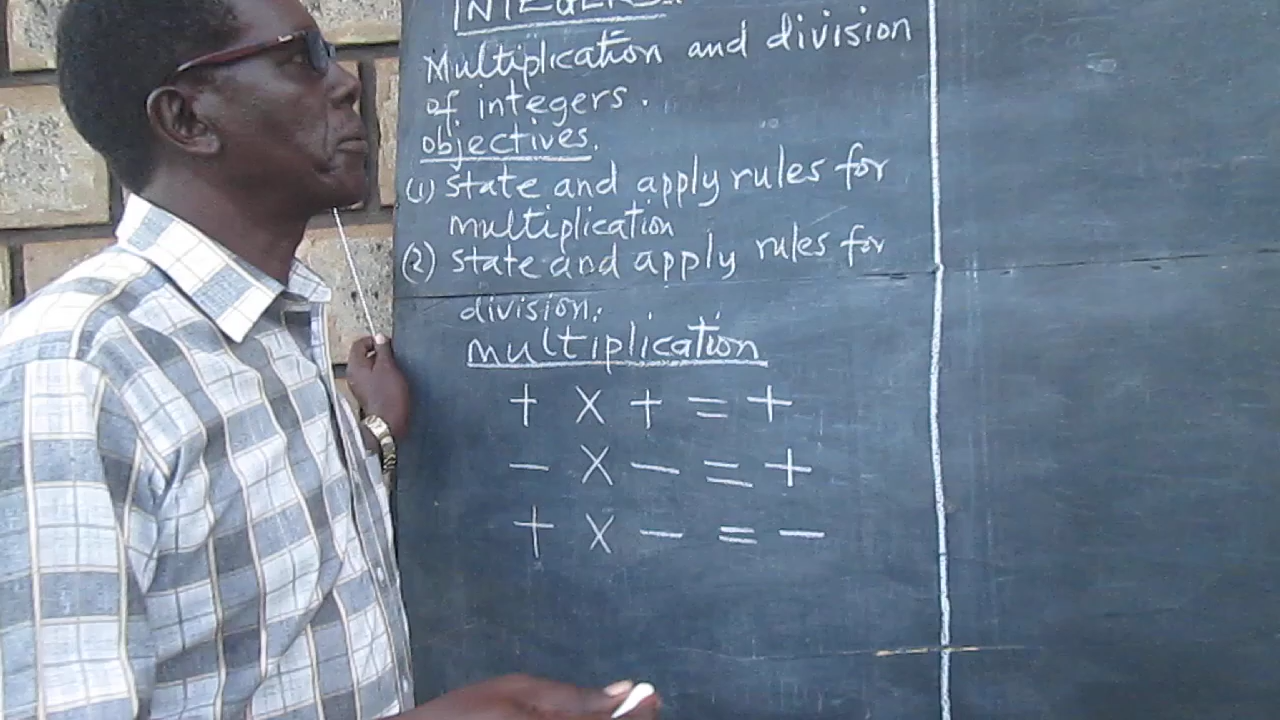 INTEGERS.
Multiplication and division
of integers.
objectives.
(1) state and apply rules for
multiplication
(2) state and apply rules for
division.
multiplication
+ × + = +
− × − = +
+ × − = −